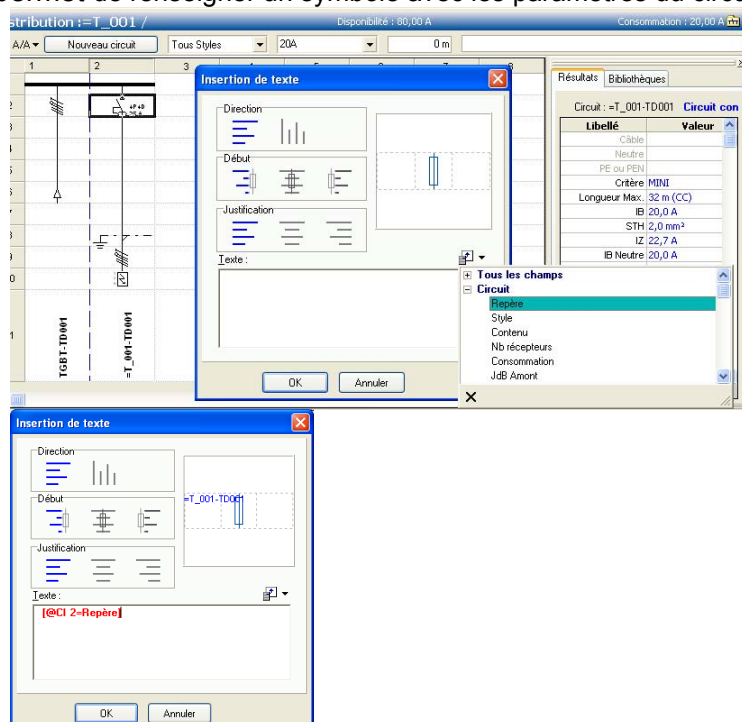 permet de renseigner un symbole avec les paramètres du circu
stribution :=T_001 /
Disponibilité : 80,00 A
Consommation : 20,00 A
A/A
Nouveau circuit
Tous Styles
20A
0 m
1
2
3
Insertion de texte
Direction
Début
Justification
Texte :
OK
Annuler
TGBT-TD001
=T_001-TD001
Résultats
Bibliothèques
Circuit : =T_001-TD001 Circuit con
Libellé Valeur
Câble
Neutre
PE ou PEN
Critère MINI
Longueur Max. 32 m (CC)
IB 20,0 A
STH 2,0 mm²
IZ 22,7 A
IB Neutre 20,0 A
Tous les champs
Circuit
Repère
Style
Contenu
Nb récepteurs
Consommation
JdB Amont
Insertion de texte
Direction
Début
=T_001-TD001
Justification
Texte :
[@CI 2=Repère]
OK
Annuler